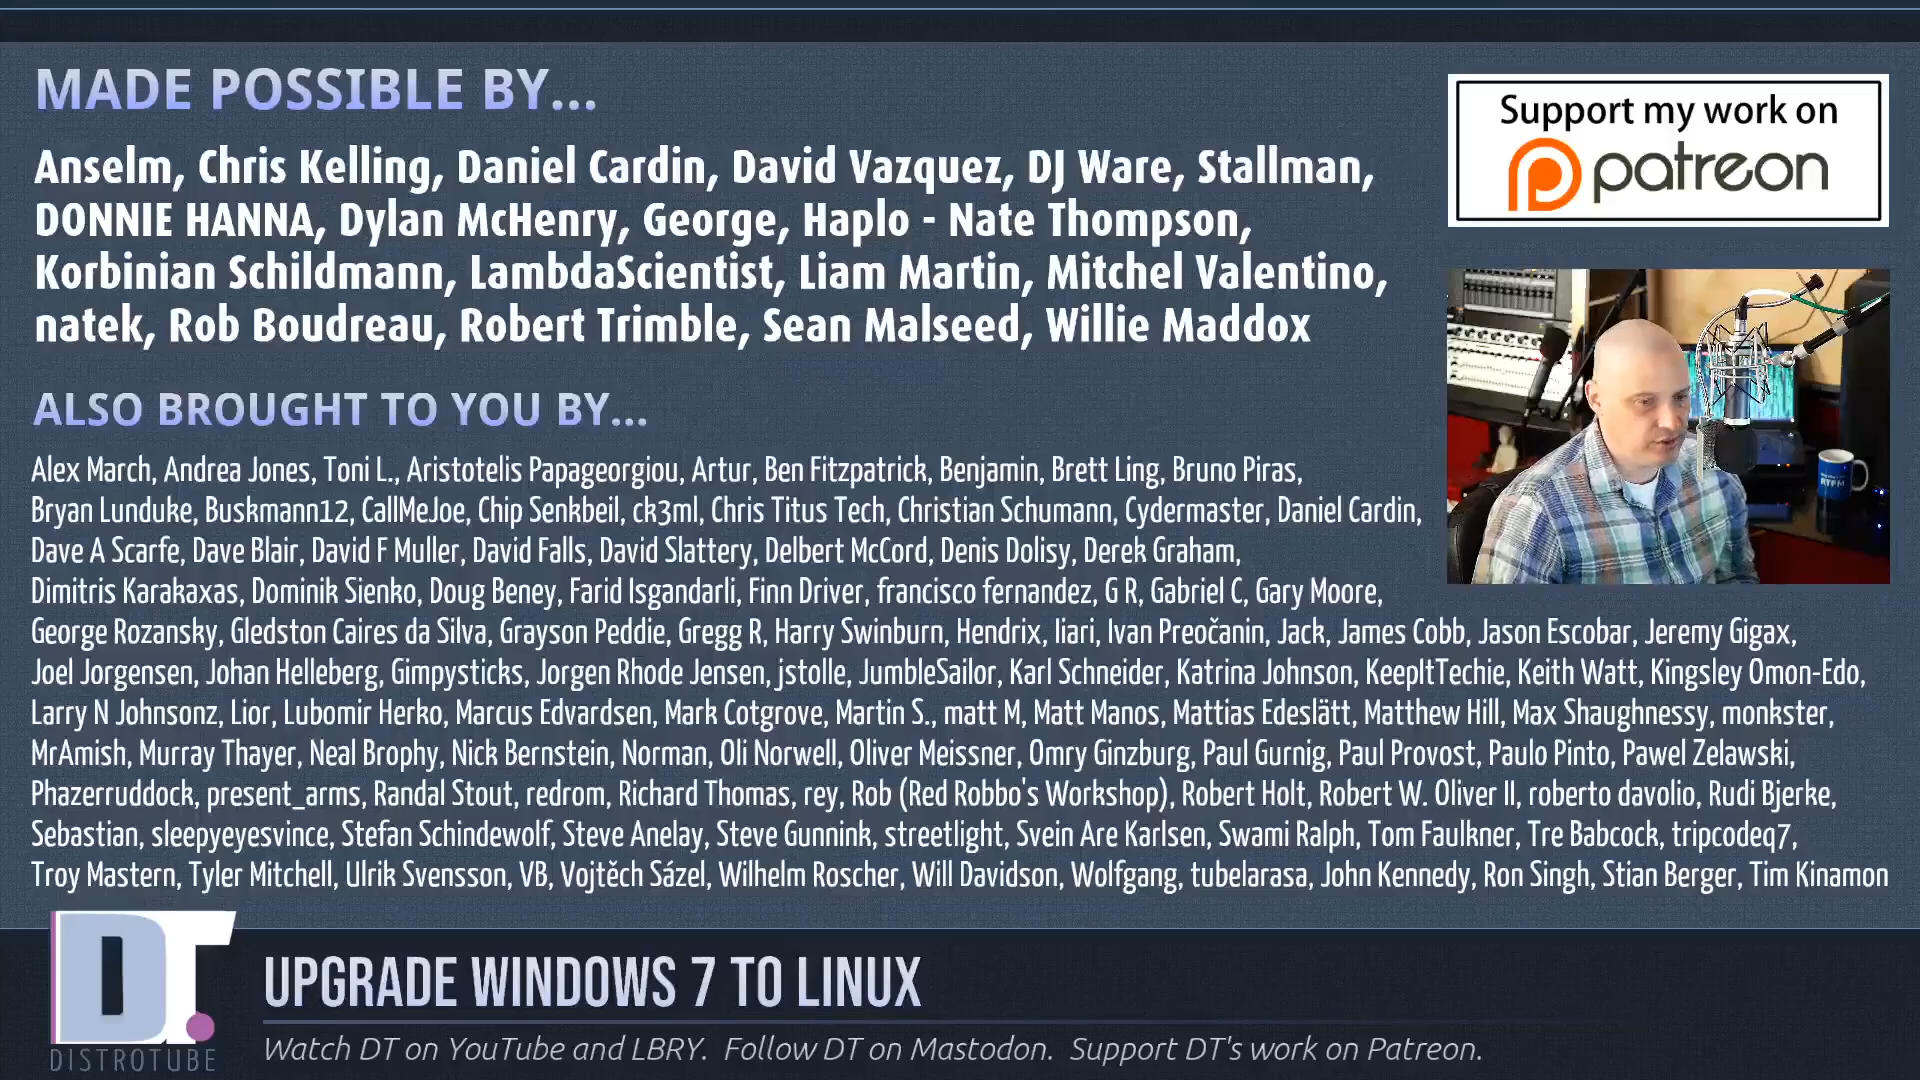 MADE POSSIBLE BY...
Anselm, Chris Kelling, Daniel Cardin, David Vazquez, DJ Ware, Stallman,
DONNIE HANNA, Dylan McHenry, George, Haplo - Nate Thompson,
Korbinian Schildmann, LambdaScientist, Liam Martin, Mitchel Valentino,
natek, Rob Boudreau, Robert Trimble, Sean Malseed, Willie Maddox
Support my work on
patreon
RTFM
ALSO BROUGHT TO YOU BY...
Alex March, Andrea Jones, Toni L., Aristotelis Papageorgiou, Artur, Ben Fitzpatrick, Benjamin, Brett Ling, Bruno Piras,
Bryan Lunduke, Buskmann12, CallMeJoe, Chip Senkbeil, ck3ml, Chris Titus Tech, Christian Schumann, Cydermaster, Daniel Cardin,
Dave A Scarfe, Dave Blair, David F Muller, David Falls, David Slattery, Delbert McCord, Denis Dolisy, Derek Graham,
Dimitris Karakaxas, Dominik Sienko, Doug Beney, Farid Isgandarli, Finn Driver, francisco fernandez, G R, Gabriel C, Gary Moore,
George Rozansky, Gledston Caires da Silva, Grayson Peddie, Gregg R, Harry Swinburn, Hendrix, liari, Ivan Preočanin, Jack, James Cobb, Jason Escobar, Jeremy Gigax,
Joel Jorgensen, Johan Helleberg, Gimpysticks, Jorgen Rhode Jensen, jstolle, JumbleSailor, Karl Schneider, Katrina Johnson, KeepItTechie, Keith Watt, Kingsley Omon-Edo,
Larry N Johnsonz, Lior, Lubomir Herko, Marcus Edvardsen, Mark Cotgrove, Martin S., matt M, Matt Manos, Mattias Edeslätt, Matthew Hill, Max Shaughnessy, monkster,
MrAmish, Murray Thayer, Neal Brophy, Nick Bernstein, Norman, Oli Norwell, Oliver Meissner, Omry Ginzburg, Paul Gurnig, Paul Provost, Paulo Pinto, Pawel Zelawski,
Phazerruddock, present_arms, Randal Stout, redrom, Richard Thomas, rey, Rob (Red Robbo's Workshop), Robert Holt, Robert W. Oliver II, roberto davolio, Rudi Bjerke,
Sebastian, sleepyeyesvince, Stefan Schindewolf, Steve Anelay, Steve Gunnink, streetlight, Svein Are Karlsen, Swami Ralph, Tom Faulkner, Tre Babcock, tripcodeq7,
Troy Mastern, Tyler Mitchell, Ulrik Svensson, VB, Vojtěch Sázel, Wilhelm Roscher, Will Davidson, Wolfgang, tubelarasa, John Kennedy, Ron Singh, Stian Berger, Tim Kinamon
DT
DISTROTUBE
UPGRADE WINDOWS 7 TO LINUX
Watch DT on YouTube and LBRY. Follow DT on Mastodon. Support DT's work on Patreon.